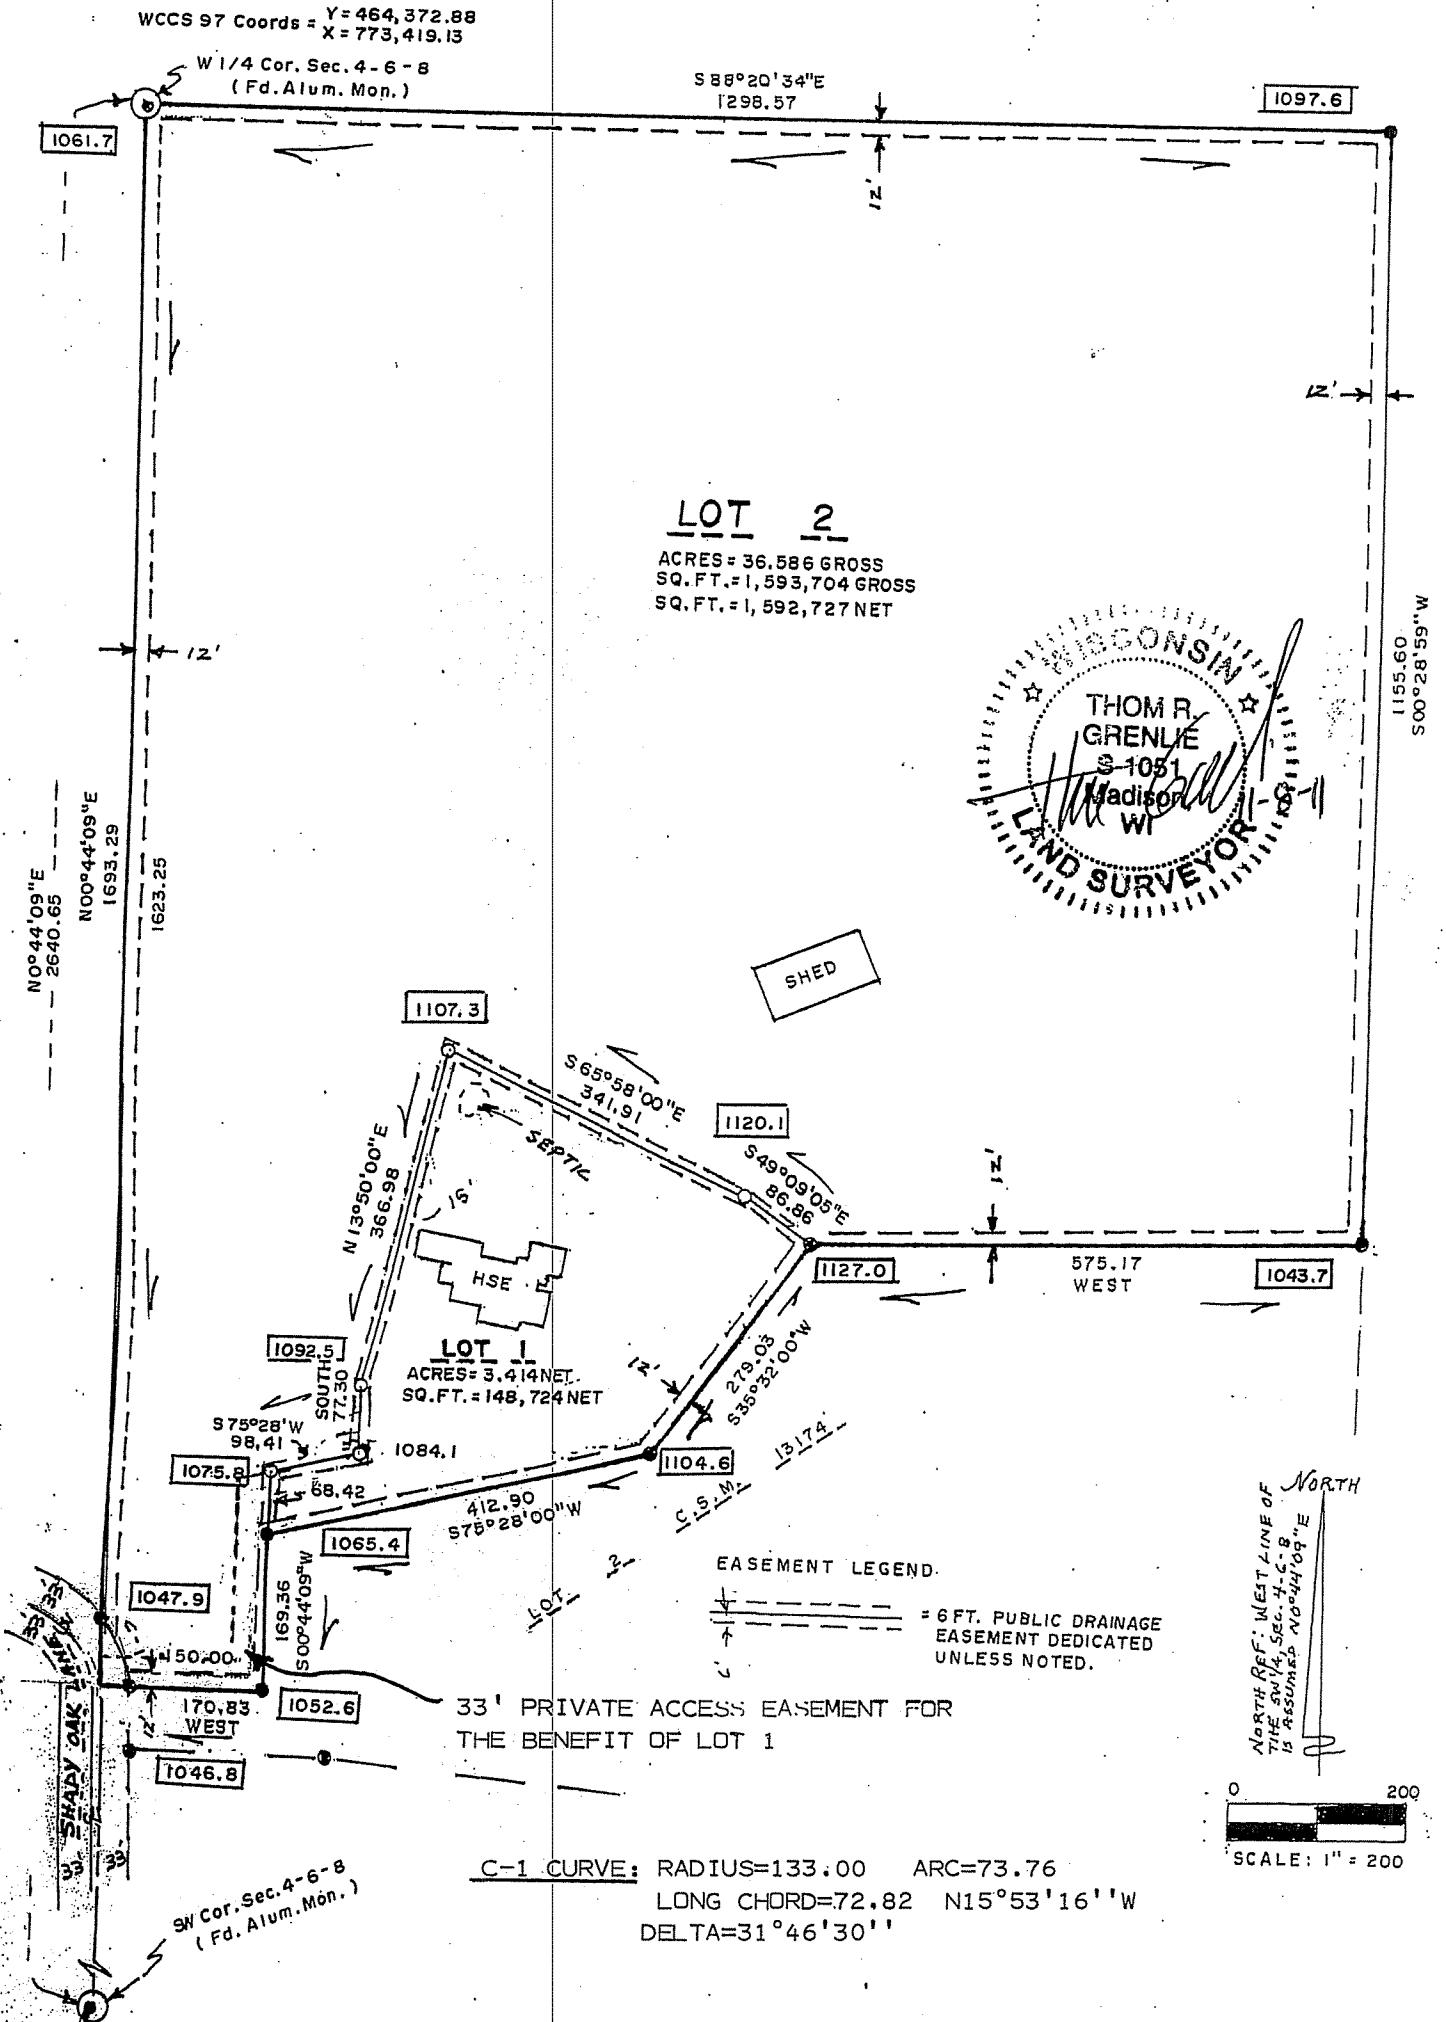 WCCS 97 Coords = Y = 464,372.88
X = 773,419.13
W 1/4 Cor. Sec. 4-6-8
(Fd. Alum. Mon.)
S 88°20'34"E
1298.57
1097.6
1061.7
12'
12'
LOT 2
ACRES = 36.586 GROSS
SQ. FT. = 1,593,704 GROSS
SQ. FT. = 1,592,727 NET
12'
WISCONSIN
THOM R.
GRENLIE
S-1051
Madison,
WI
LAND SURVEYOR
1155.60
S00°28'59"W
N0°44'09"E
2640.65
N00°44'09"E
1693.29
1623.25
SHED
1107.3
S 65°58'00"E
341.91
SEPTIC
1120.1
S49°09'05"E
86.86
12'
N 13°50'00"E
366.98
15'
HSE
1127.0
575.17
WEST
1043.7
1092.5
LOT 1
ACRES = 3.414 NET
SQ. FT. = 148,724 NET
SOUTH
77.30
12'
279.03
S35°32'00"W
S75°28'W
98.41
1084.1
1075.8
68.42
1104.6
412.90
S75°28'00"W
C.S.M. 13174
LOT 2
1065.4
NORTH
NORTH REF: WEST LINE OF
THE SW 1/4, SEC. 4-6-8
IS ASSUMED N0°44'09"E
EASEMENT LEGEND
= 6 FT. PUBLIC DRAINAGE
EASEMENT DEDICATED
UNLESS NOTED.
1047.9
169.36
S00°44'09"W
33' 33'
150.00
170.83
WEST
12'
1052.6
33' PRIVATE ACCESS EASEMENT FOR
THE BENEFIT OF LOT 1
1046.8
SHADY OAK LANE
33' 33'
0 200
SCALE: 1" = 200
C-1 CURVE: RADIUS=133.00 ARC=73.76
LONG CHORD=72.82 N15°53'16''W
DELTA=31°46'30''
SW Cor. Sec. 4-6-8
(Fd. Alum. Mon.)